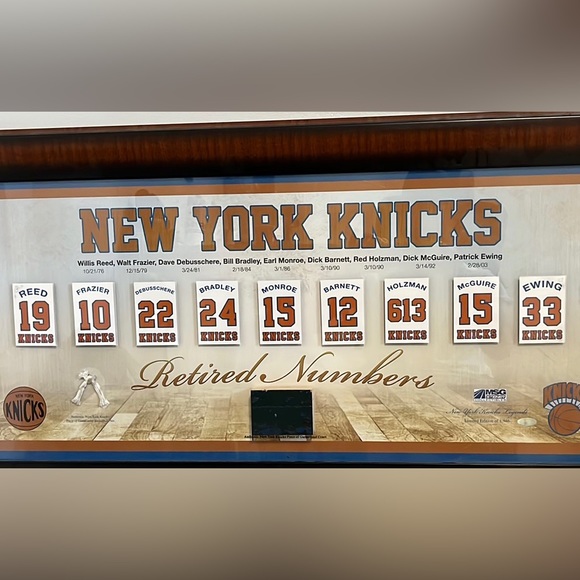 NEW YORK KNICKS
Willis Reed, Walt Frazier, Dave Debusschere, Bill Bradley, Earl Monroe, Dick Barnett, Red Holzman, Dick McGuire, Patrick Ewing
10/21/76 12/15/79 3/24/81 2/18/84 3/1/86 3/10/90 3/10/90 3/14/92 2/28/03
REED FRAZIER DEBUSSCHERE BRADLEY MONROE BARNETT HOLZMAN McGUIRE EWING
19 10 22 24 15 12 613 15 33
KNICKS KNICKS KNICKS KNICKS KNICKS KNICKS KNICKS KNICKS KNICKS
Retired Numbers
KNICKS
MSG
New York Knicks Legends
Limited Edition of